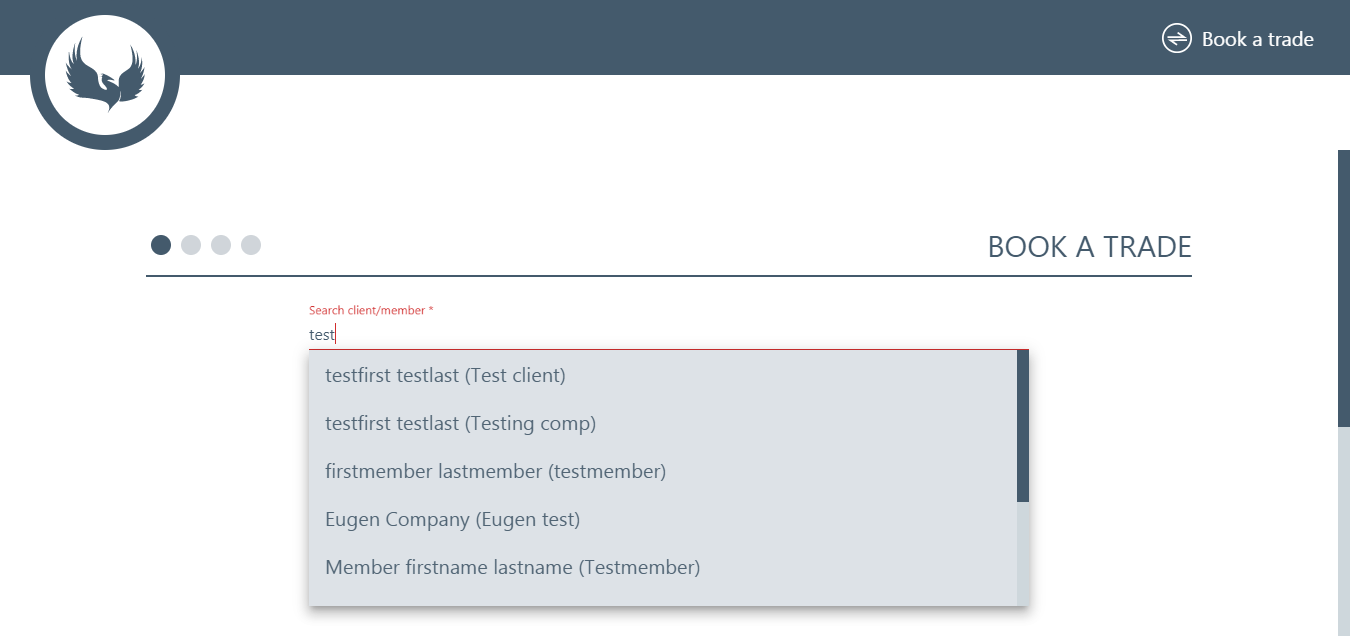 Book a trade
BOOK A TRADE
Search client/member *
test
testfirst testlast (Test client)
testfirst testlast (Testing comp)
firstmember lastmember (testmember)
Eugen Company (Eugen test)
Member firstname lastname (Testmember)